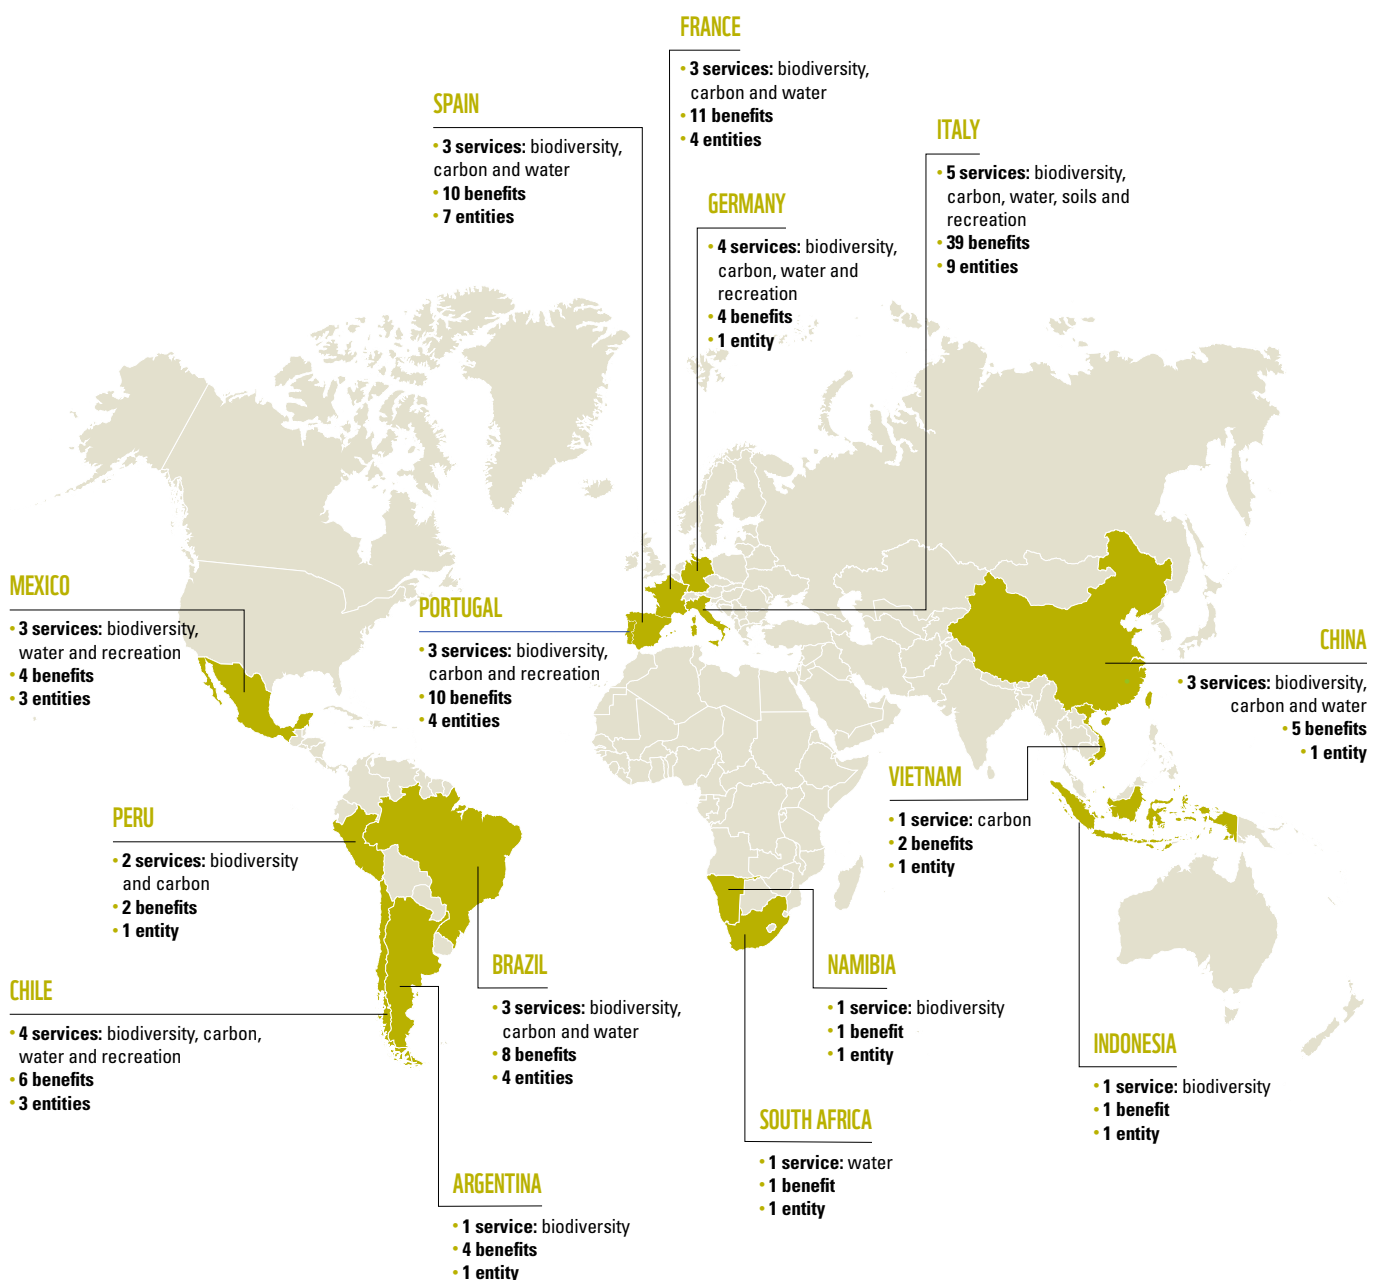 FRANCE
• 3 services: biodiversity,
carbon and water
• 11 benefits
• 4 entities
SPAIN
• 3 services: biodiversity,
carbon and water
• 10 benefits
• 7 entities
ITALY
• 5 services: biodiversity,
carbon, water, soils and
recreation
• 39 benefits
• 9 entities
GERMANY
• 4 services: biodiversity,
carbon, water and
recreation
• 4 benefits
• 1 entity
MEXICO
• 3 services: biodiversity,
water and recreation
• 4 benefits
• 3 entities
PORTUGAL
• 3 services: biodiversity,
carbon and recreation
• 10 benefits
• 4 entities
CHINA
• 3 services: biodiversity,
carbon and water
• 5 benefits
• 1 entity
VIETNAM
• 1 service: carbon
• 2 benefits
• 1 entity
PERU
• 2 services: biodiversity
and carbon
• 2 benefits
• 1 entity
BRAZIL
• 3 services: biodiversity,
carbon and water
• 8 benefits
• 4 entities
NAMIBIA
• 1 service: biodiversity
• 1 benefit
• 1 entity
CHILE
• 4 services: biodiversity, carbon,
water and recreation
• 6 benefits
• 3 entities
INDONESIA
• 1 service: biodiversity
• 1 benefit
• 1 entity
SOUTH AFRICA
• 1 service: water
• 1 benefit
• 1 entity
ARGENTINA
• 1 service: biodiversity
• 4 benefits
• 1 entity